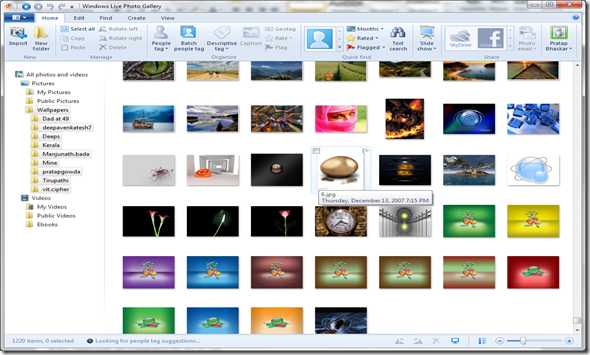 Windows Live Photo Gallery
Home Edit Find Create View
Import
New folder
New
Select all
Copy
Paste
Rotate left
Rotate right
Delete
Manage
People tag
Batch people tag
Descriptive tag
Caption
Geotag
Rate
Flag
Organize
Months
Rated
Flagged
Quick find
Text search
Slide show
SkyDrive
Share
Photo email
Pratap Bhaskar
All photos and videos
Pictures
My Pictures
Public Pictures
Wallpapers
Dad at 49
deepavenkatesh7
Deeps
Kerala
Manjunath.bada
Mine
pratapgowda
Tirupathi
vit.cipher
Videos
My Videos
Public Videos
Ebooks
6.jpg
Thursday, December 13, 2007 7:15 PM
1220 items, 0 selected
Looking for people tag suggestions...